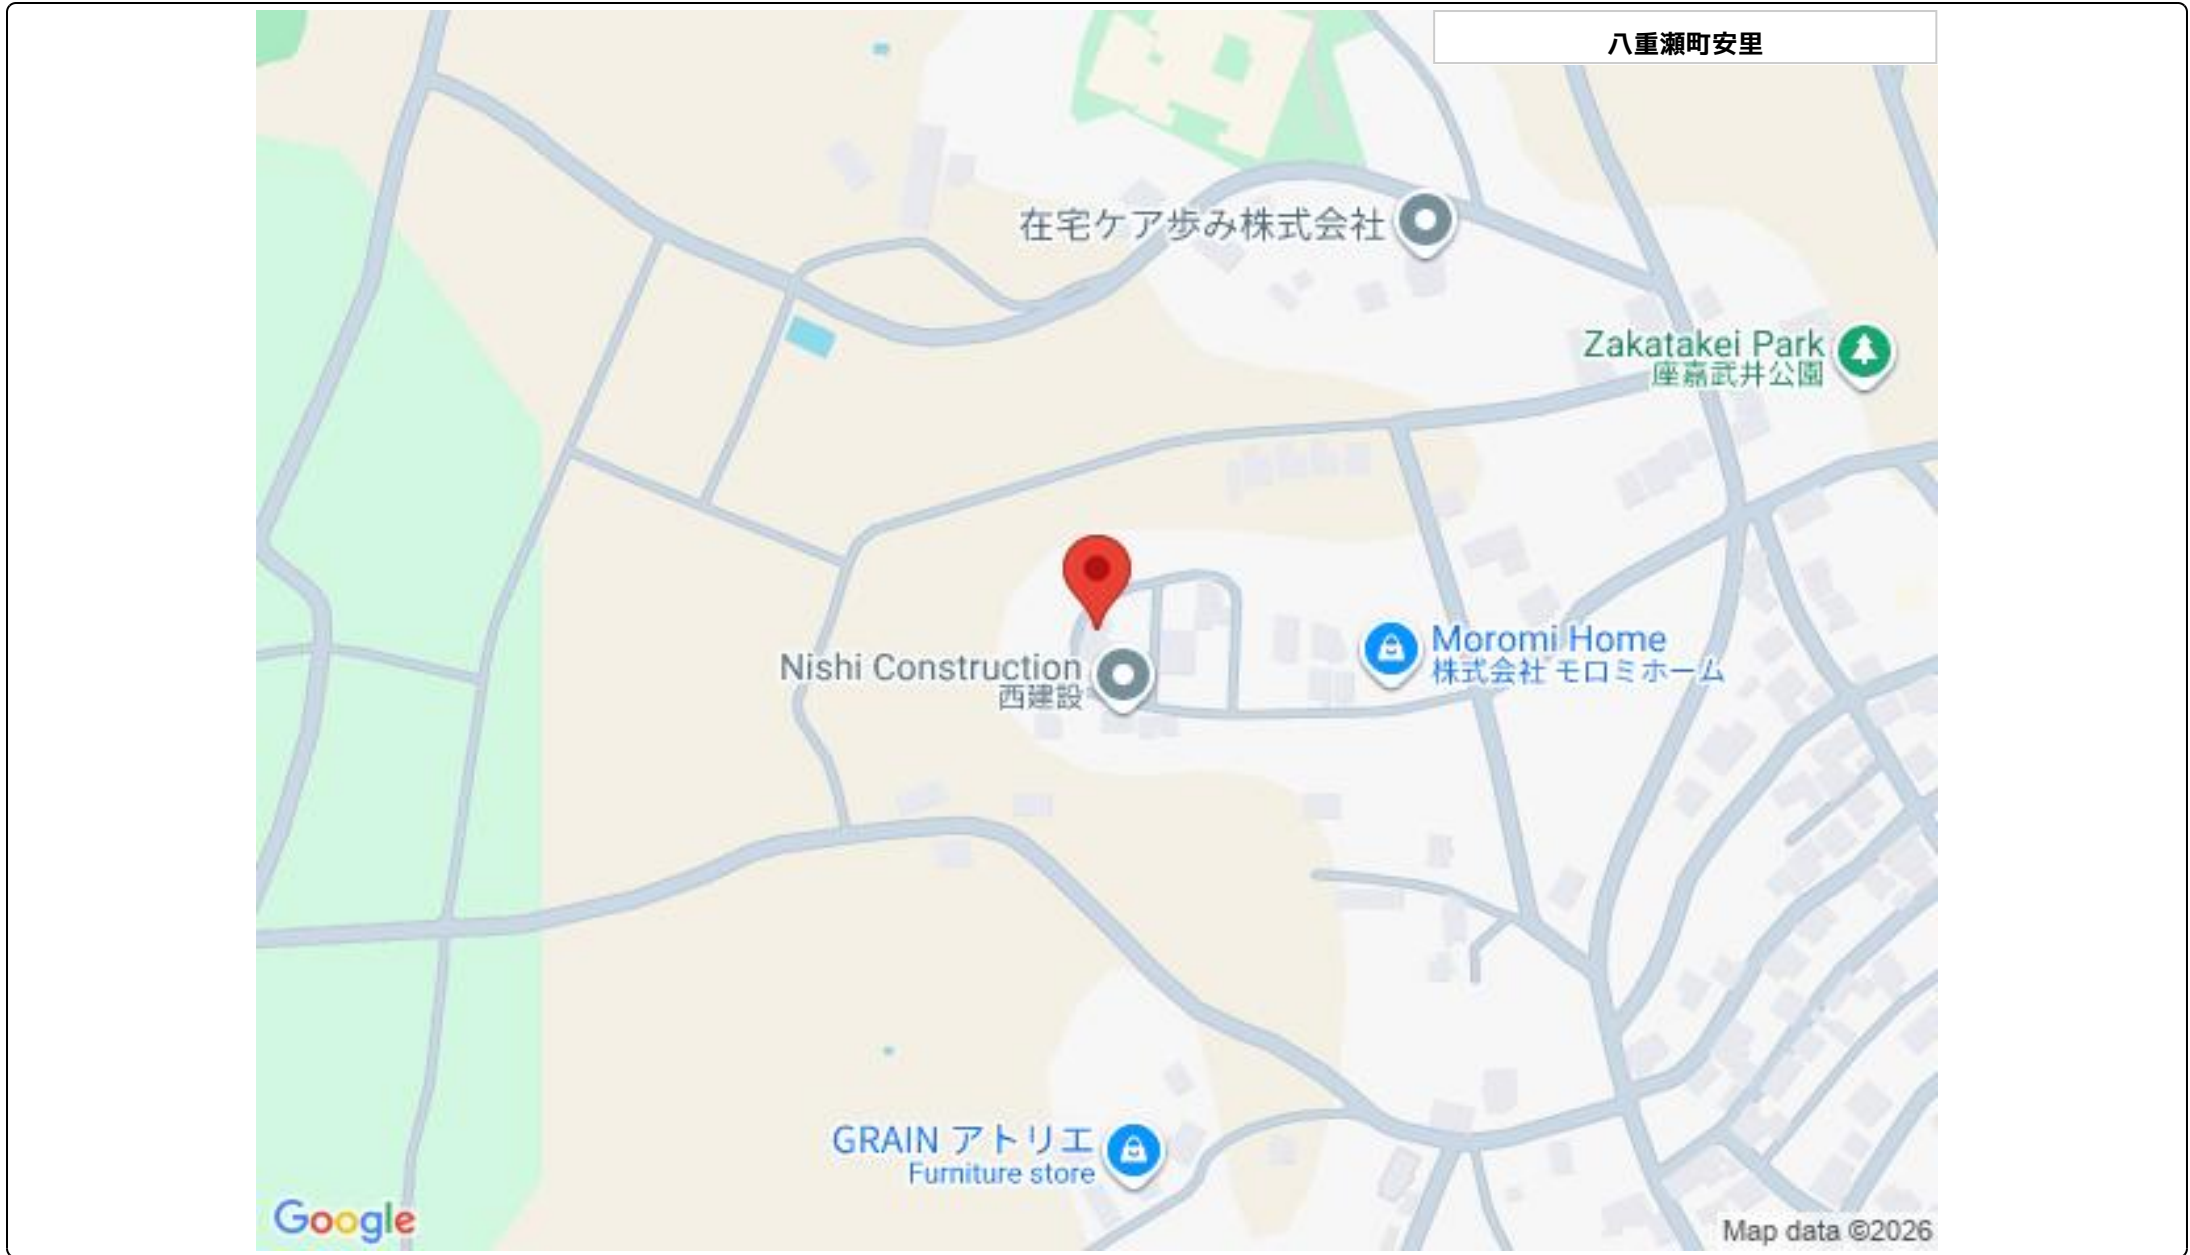 八重瀬町安里
在宅ケア歩み株式会社
Zakatakei Park
座嘉武井公園
Moromi Home
株式会社 モロミホーム
Nishi Construction
西建設
GRAIN アトリエ
Furniture store
Google
Map data ©2026